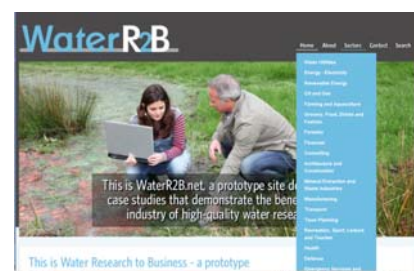 WaterR2B
Home About Sectors Contact Search
Water Utilities
Energy - Electricity
Renewable Energy
Oil and Gas
Farming and Aquaculture
Grocery, Food, Drinks and
Forestry
Finances
Consulting
Architecture and
Construction
Mineral Extraction and
Waste Industries
Manufacturing
Transport
Town Planning
Recreation, Sport, Leisure
and Tourism
Health
Defence
This is WaterR2B.net, a prototype site de
case studies that demonstrate the bene
industry of high-quality water resea
This is Water Research to Business - a prototype